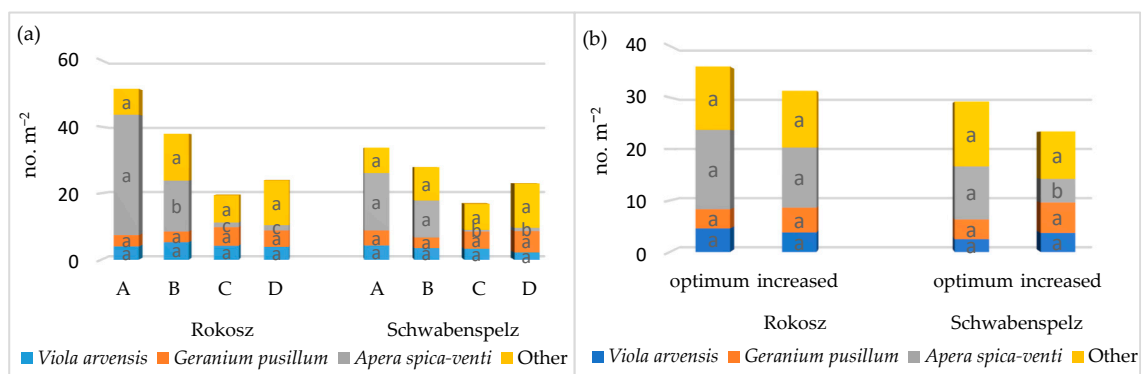 (a)
60
40
20
0
no. m⁻²
a a a a
a b a a
a c a a
a c a a
a a a a
a a a a
a b a a
a b a a
A B C D A B C D
Rokosz Schwabenspelz
Viola arvensis Geranium pusillum Apera spica-venti Other
(b)
40
30
20
10
0
no. m⁻²
a a a a
a a a a
a a a a
a b a a
optimum increased optimum increased
Rokosz Schwabenspelz
Viola arvensis Geranium pusillum Apera spica-venti Other